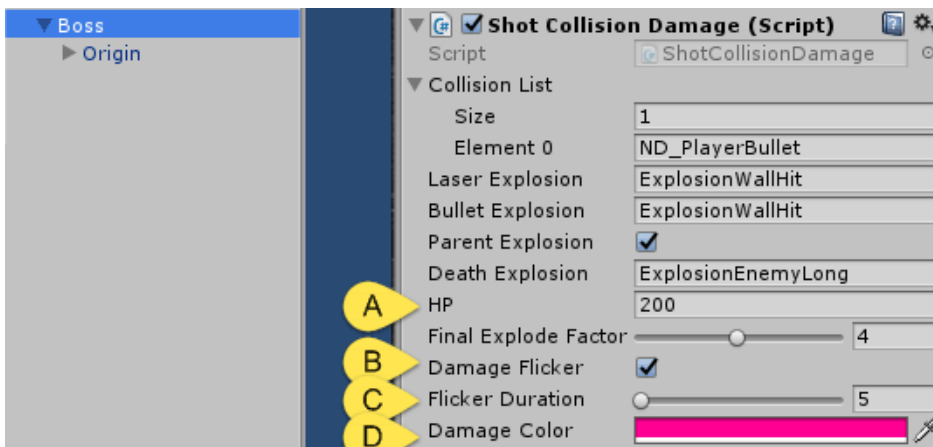 Boss
Origin
Shot Collision Damage (Script)
Script ShotCollisionDamage
Collision List
Size 1
Element 0 ND_PlayerBullet
Laser Explosion ExplosionWallHit
Bullet Explosion ExplosionWallHit
Parent Explosion
Death Explosion ExplosionEnemyLong
A HP 200
Final Explode Factor 4
B Damage Flicker
C Flicker Duration 5
D Damage Color